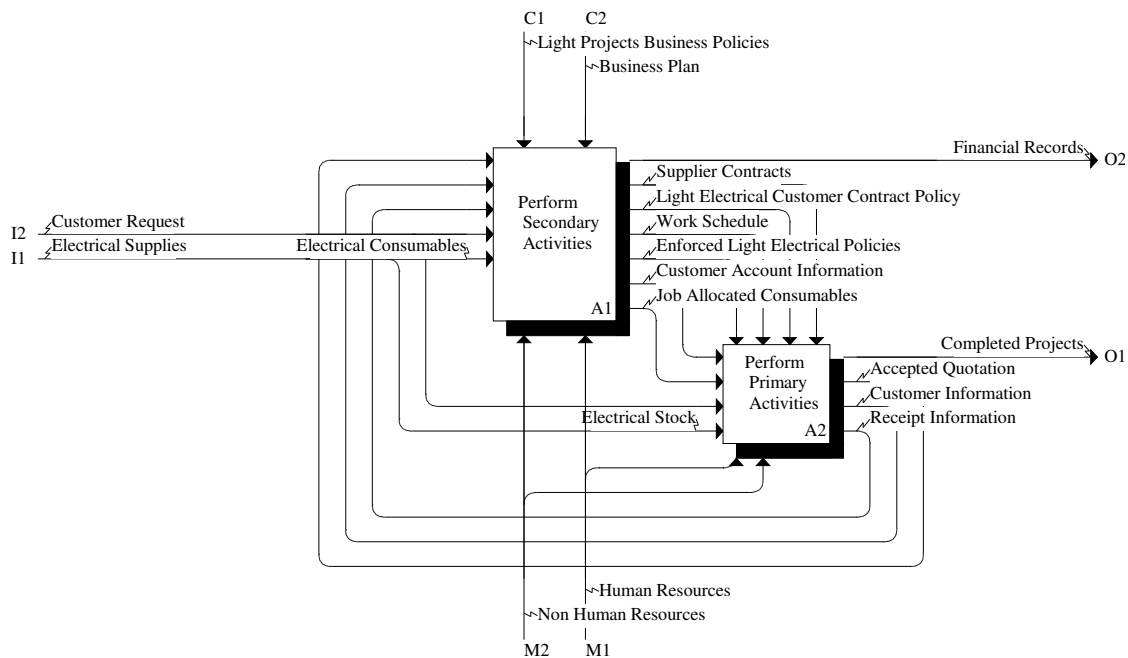 C1 C2
Light Projects Business Policies
Business Plan
Financial Records O2
Supplier Contracts
Perform
Secondary
Activities
Light Electrical Customer Contract Policy
I2 Customer Request
Work Schedule
I1 Electrical Supplies
Electrical Consumables
Enforced Light Electrical Policies
Customer Account Information
Job Allocated Consumables
A1
Completed Projects O1
Perform
Primary
Activities
Accepted Quotation
Customer Information
Electrical Stock
Receipt Information
A2
Human Resources
Non Human Resources
M2 M1